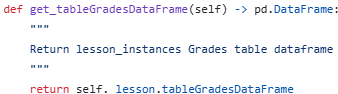 def get_tableGradesDataFrame(self) -> pd.DataFrame:
    """
    Return lesson_instances Grades table dataframe
    """
    return self. lesson.tableGradesDataFrame